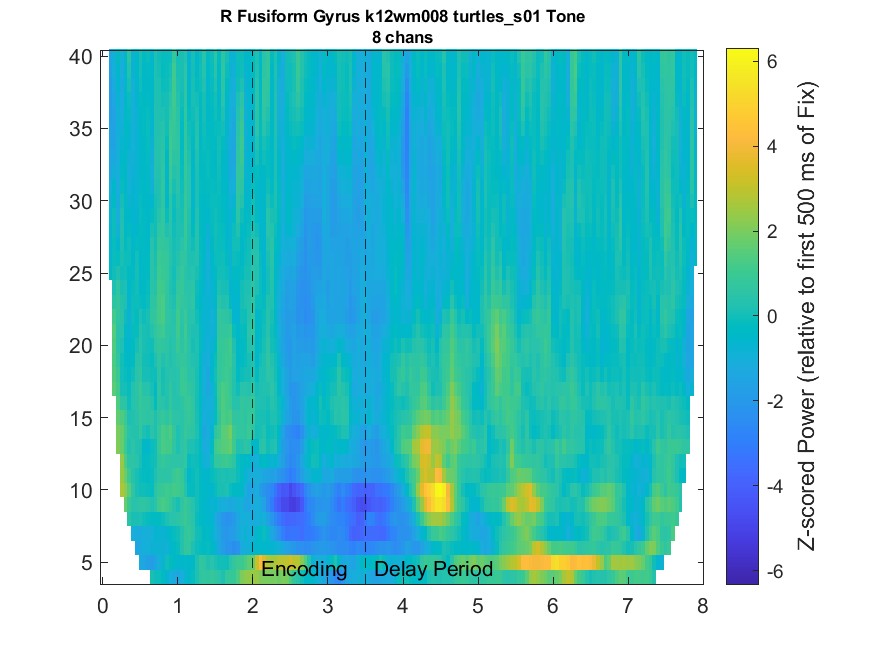 R Fusiform Gyrus k12wm008 turtles_s01 Tone
8 chans
40
35
30
25
20
15
10
5
Encoding
Delay Period
0 1 2 3 4 5 6 7 8
6
4
2
0
-2
-4
-6
Z-scored Power (relative to first 500 ms of Fix)